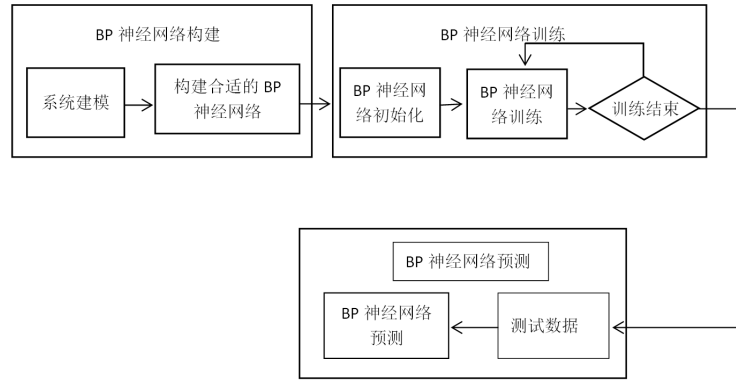 BP 神经网络构建
系统建模
构建合适的 BP
神经网络
BP 神经网络训练
BP 神经网
络初始化
BP 神经网
络训练
训练结束
BP 神经网络预测
BP 神经网络
预测
测试数据